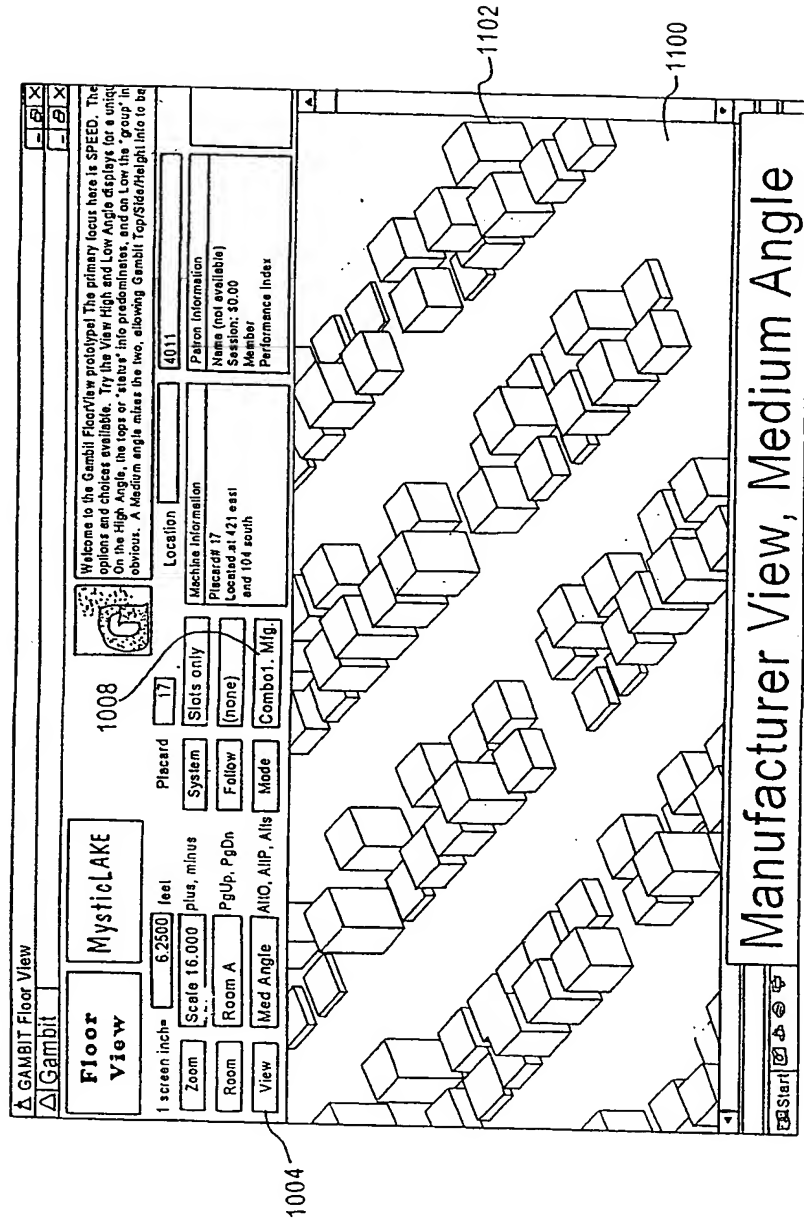 GAMBIT Floor View
Gambit
Floor View
MysticLAKE
Welcome to the Gambit FloorView prototype! The primary focus here is SPEED. The
options and choices available. Try the View High and Low Angle displays for a uniqu
On the High Angle, the tops or "status" info predominates, and on Low the "group" in
obvious. A Medium angle mixes the two, allowing Gambit Top/Side/Height info to be
1 screen inch= 6.2500 feet
Placard 17
Location
4011
Zoom Scale 16.000 plus, minus
System Slots only
Room Room A PgUp, PgDn
Follow (none)
View Med Angle AltO, AltP, Alts
Mode Combo1. Mfg.
Machine Information
Placard# 17
Located at 421 east
and 104 south
Patron Information
Name (not available)
Session: $0.00
Member
Performance Index
1004
1008
1102
1100
Start
Manufacturer View, Medium Angle